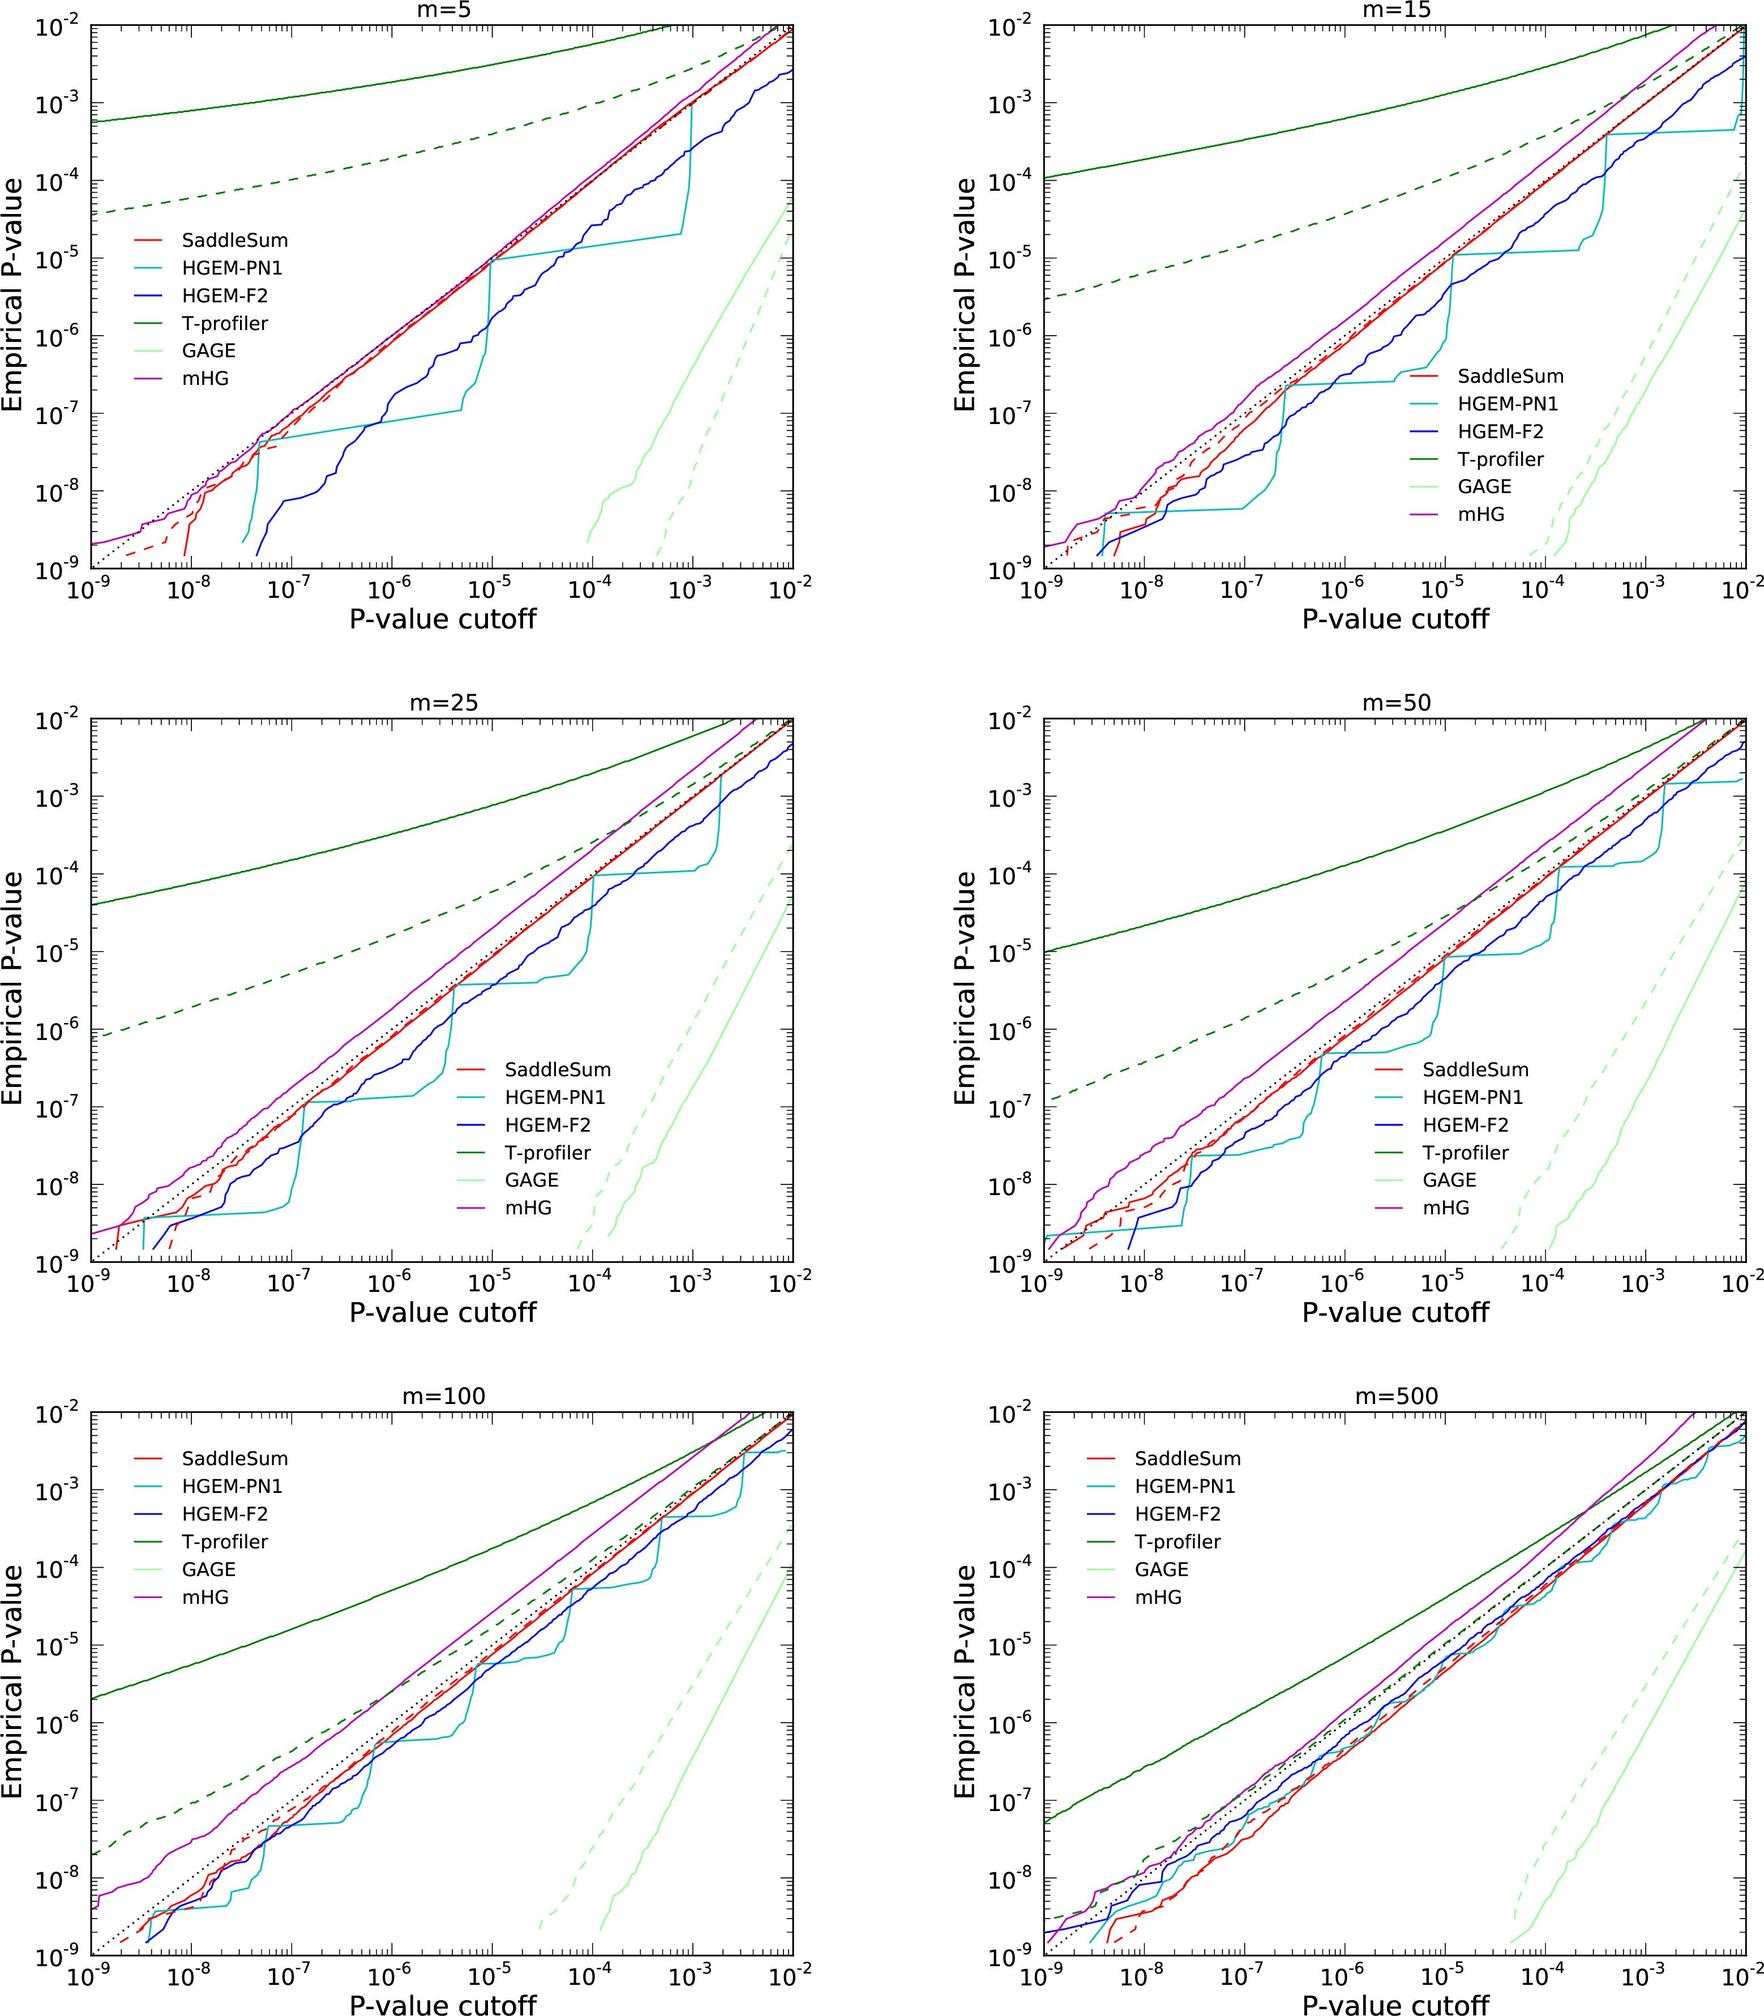 m=5
Empirical P-value
10-2
10-3
10-4
10-5
10-6
10-7
10-8
10-9
SaddleSum
HGEM-PN1
HGEM-F2
T-profiler
GAGE
mHG
10-9 10-8 10-7 10-6 10-5 10-4 10-3 10-2
P-value cutoff
m=15
Empirical P-value
10-2
10-3
10-4
10-5
10-6
10-7
10-8
10-9
SaddleSum
HGEM-PN1
HGEM-F2
T-profiler
GAGE
mHG
10-9 10-8 10-7 10-6 10-5 10-4 10-3 10-2
P-value cutoff
m=25
Empirical P-value
10-2
10-3
10-4
10-5
10-6
10-7
10-8
10-9
SaddleSum
HGEM-PN1
HGEM-F2
T-profiler
GAGE
mHG
10-9 10-8 10-7 10-6 10-5 10-4 10-3 10-2
P-value cutoff
m=50
Empirical P-value
10-2
10-3
10-4
10-5
10-6
10-7
10-8
10-9
SaddleSum
HGEM-PN1
HGEM-F2
T-profiler
GAGE
mHG
10-9 10-8 10-7 10-6 10-5 10-4 10-3 10-2
P-value cutoff
m=100
Empirical P-value
10-2
10-3
10-4
10-5
10-6
10-7
10-8
10-9
SaddleSum
HGEM-PN1
HGEM-F2
T-profiler
GAGE
mHG
10-9 10-8 10-7 10-6 10-5 10-4 10-3 10-2
P-value cutoff
m=500
Empirical P-value
10-2
10-3
10-4
10-5
10-6
10-7
10-8
10-9
SaddleSum
HGEM-PN1
HGEM-F2
T-profiler
GAGE
mHG
10-9 10-8 10-7 10-6 10-5 10-4 10-3 10-2
P-value cutoff